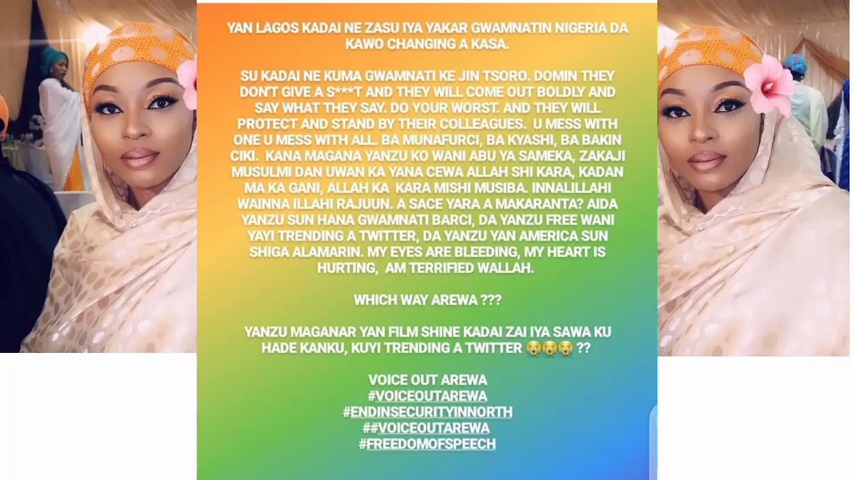 YAN LAGOS KADAI NE ZASU IYA YAKAR GWAMNATIN NIGERIA DA
KAWO CHANGING A KASA.
SU KADAI NE KUMA GWAMNATI KE JIN TSORO. DOMIN THEY
DON'T GIVE A S***T AND THEY WILL COME OUT BOLDLY AND
SAY WHAT THEY SAY. DO YOUR WORST. AND THEY WILL
PROTECT AND STAND BY THEIR COLLEAGUES. U MESS WITH
ONE U MESS WITH ALL. BA MUNAFURCI, BA KYASHI, BA BAKIN
CIKI. KANA MAGANA YANZU KO WANI ABU YA SAMEKA, ZAKAJI
MUSULMI DAN UWAN KA YANA CEWA ALLAH SHI KARA, KADAN
MA KA GANI, ALLAH KA KARA MISHI MUSIBA. INNALILLAHI
WAINNA ILLAHI RAJUUN. A SACE YARA A MAKARANTA? AIDA
YANZU SUN HANA GWAMNATI BARCI, DA YANZU FREE WANI
YAYI TRENDING A TWITTER, DA YANZU YAN AMERICA SUN
SHIGA ALAMARIN. MY EYES ARE BLEEDING, MY HEART IS
HURTING, AM TERRIFIED WALLAH.
WHICH WAY AREWA ???
YANZU MAGANAR YAN FILM SHINE KADAI ZAI IYA SAWA KU
HADE KANKU, KUYI TRENDING A TWITTER 😭😭😭 ??
VOICE OUT AREWA
#VOICEOUTAREWA
#ENDINSECURITYINNORTH
##VOICEOUTAREWA
#FREEDOMOFSPEECH